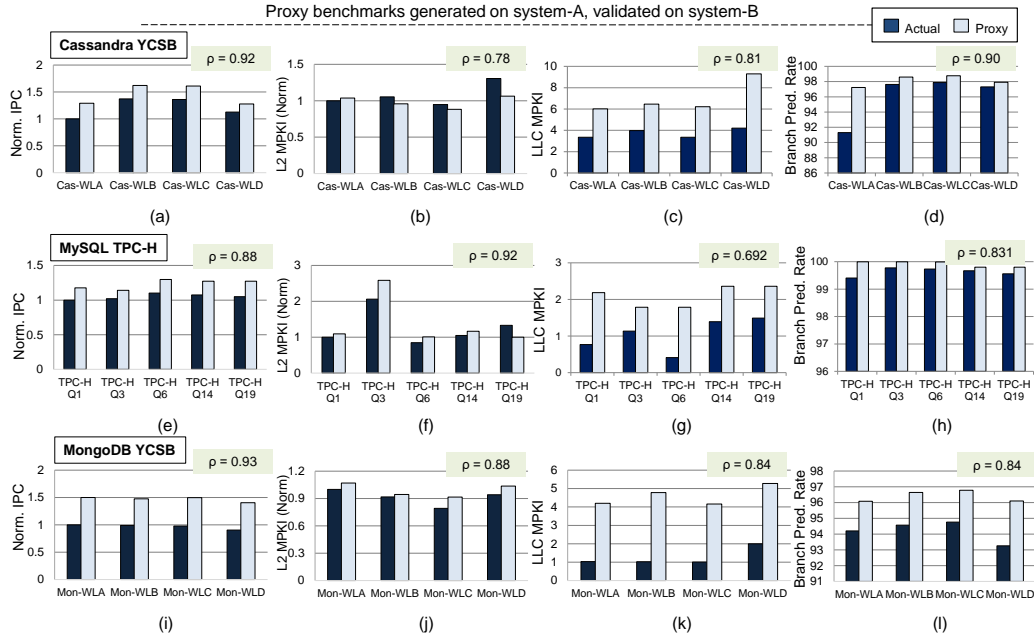 Proxy benchmarks generated on system-A, validated on system-B
Actual Proxy
Cassandra YCSB
ρ = 0.92
Norm. IPC
2
1.5
1
0.5
0
Cas-WLA Cas-WLB Cas-WLC Cas-WLD
(a)
ρ = 0.78
L2 MPKI (Norm)
1.5
1
0.5
0
Cas-WLA Cas-WLB Cas-WLC Cas-WLD
(b)
ρ = 0.81
LLC MPKI
10
8
6
4
2
0
Cas-WLA Cas-WLB Cas-WLC Cas-WLD
(c)
ρ = 0.90
Branch Pred. Rate
100
98
96
94
92
90
88
86
Cas-WLA Cas-WLB Cas-WLC Cas-WLD
(d)
MySQL TPC-H
ρ = 0.88
Norm. IPC
1.5
1
0.5
0
TPC-H TPC-H TPC-H TPC-H TPC-H
Q1 Q3 Q6 Q14 Q19
(e)
ρ = 0.92
L2 MPKI (Norm)
3
2
1
0
TPC-H TPC-H TPC-H TPC-H TPC-H
Q1 Q3 Q6 Q14 Q19
(f)
ρ = 0.692
LLC MPKI
3
2
1
0
TPC-H TPC-H TPC-H TPC-H TPC-H
Q1 Q3 Q6 Q14 Q19
(g)
ρ = 0.831
Branch Pred. Rate
100
99
98
97
96
TPC-H TPC-H TPC-H TPC-H TPC-H
Q1 Q3 Q6 Q14 Q19
(h)
MongoDB YCSB
ρ = 0.93
Norm. IPC
2
1.5
1
0.5
0
Mon-WLA Mon-WLB Mon-WLC Mon-WLD
(i)
ρ = 0.88
L2 MPKI (Norm)
1.2
0.9
0.6
0.3
0
Mon-WLA Mon-WLB Mon-WLC Mon-WLD
(j)
ρ = 0.84
LLC MPKI
6
5
4
3
2
1
0
Mon-WLA Mon-WLB Mon-WLC Mon-WLD
(k)
ρ = 0.84
Branch Pred. Rate
98
97
96
95
94
93
92
91
Mon-WLA Mon-WLB Mon-WLC Mon-WLD
(l)